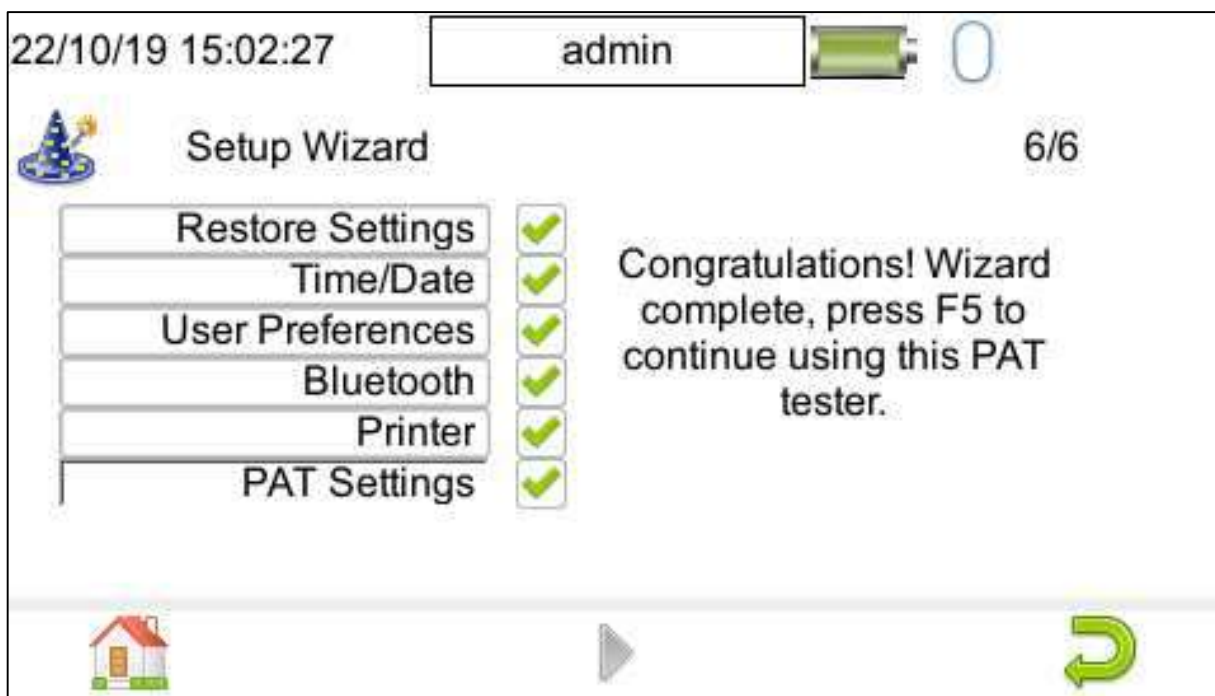 22/10/19 15:02:27
admin
Setup Wizard
6/6
Restore Settings
Time/Date
User Preferences
Bluetooth
Printer
PAT Settings
Congratulations! Wizard
complete, press F5 to
continue using this PAT
tester.